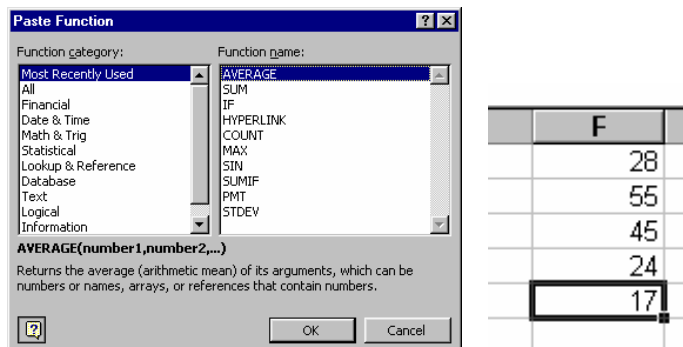 Paste Function
Function category:
Most Recently Used
All
Financial
Date & Time
Math & Trig
Statistical
Lookup & Reference
Database
Text
Logical
Information
Function name:
AVERAGE
SUM
IF
HYPERLINK
COUNT
MAX
SIN
SUMIF
PMT
STDEV
AVERAGE(number1,number2,...)
Returns the average (arithmetic mean) of its arguments, which can be
numbers or names, arrays, or references that contain numbers.
OK
Cancel
F
28
55
45
24
17